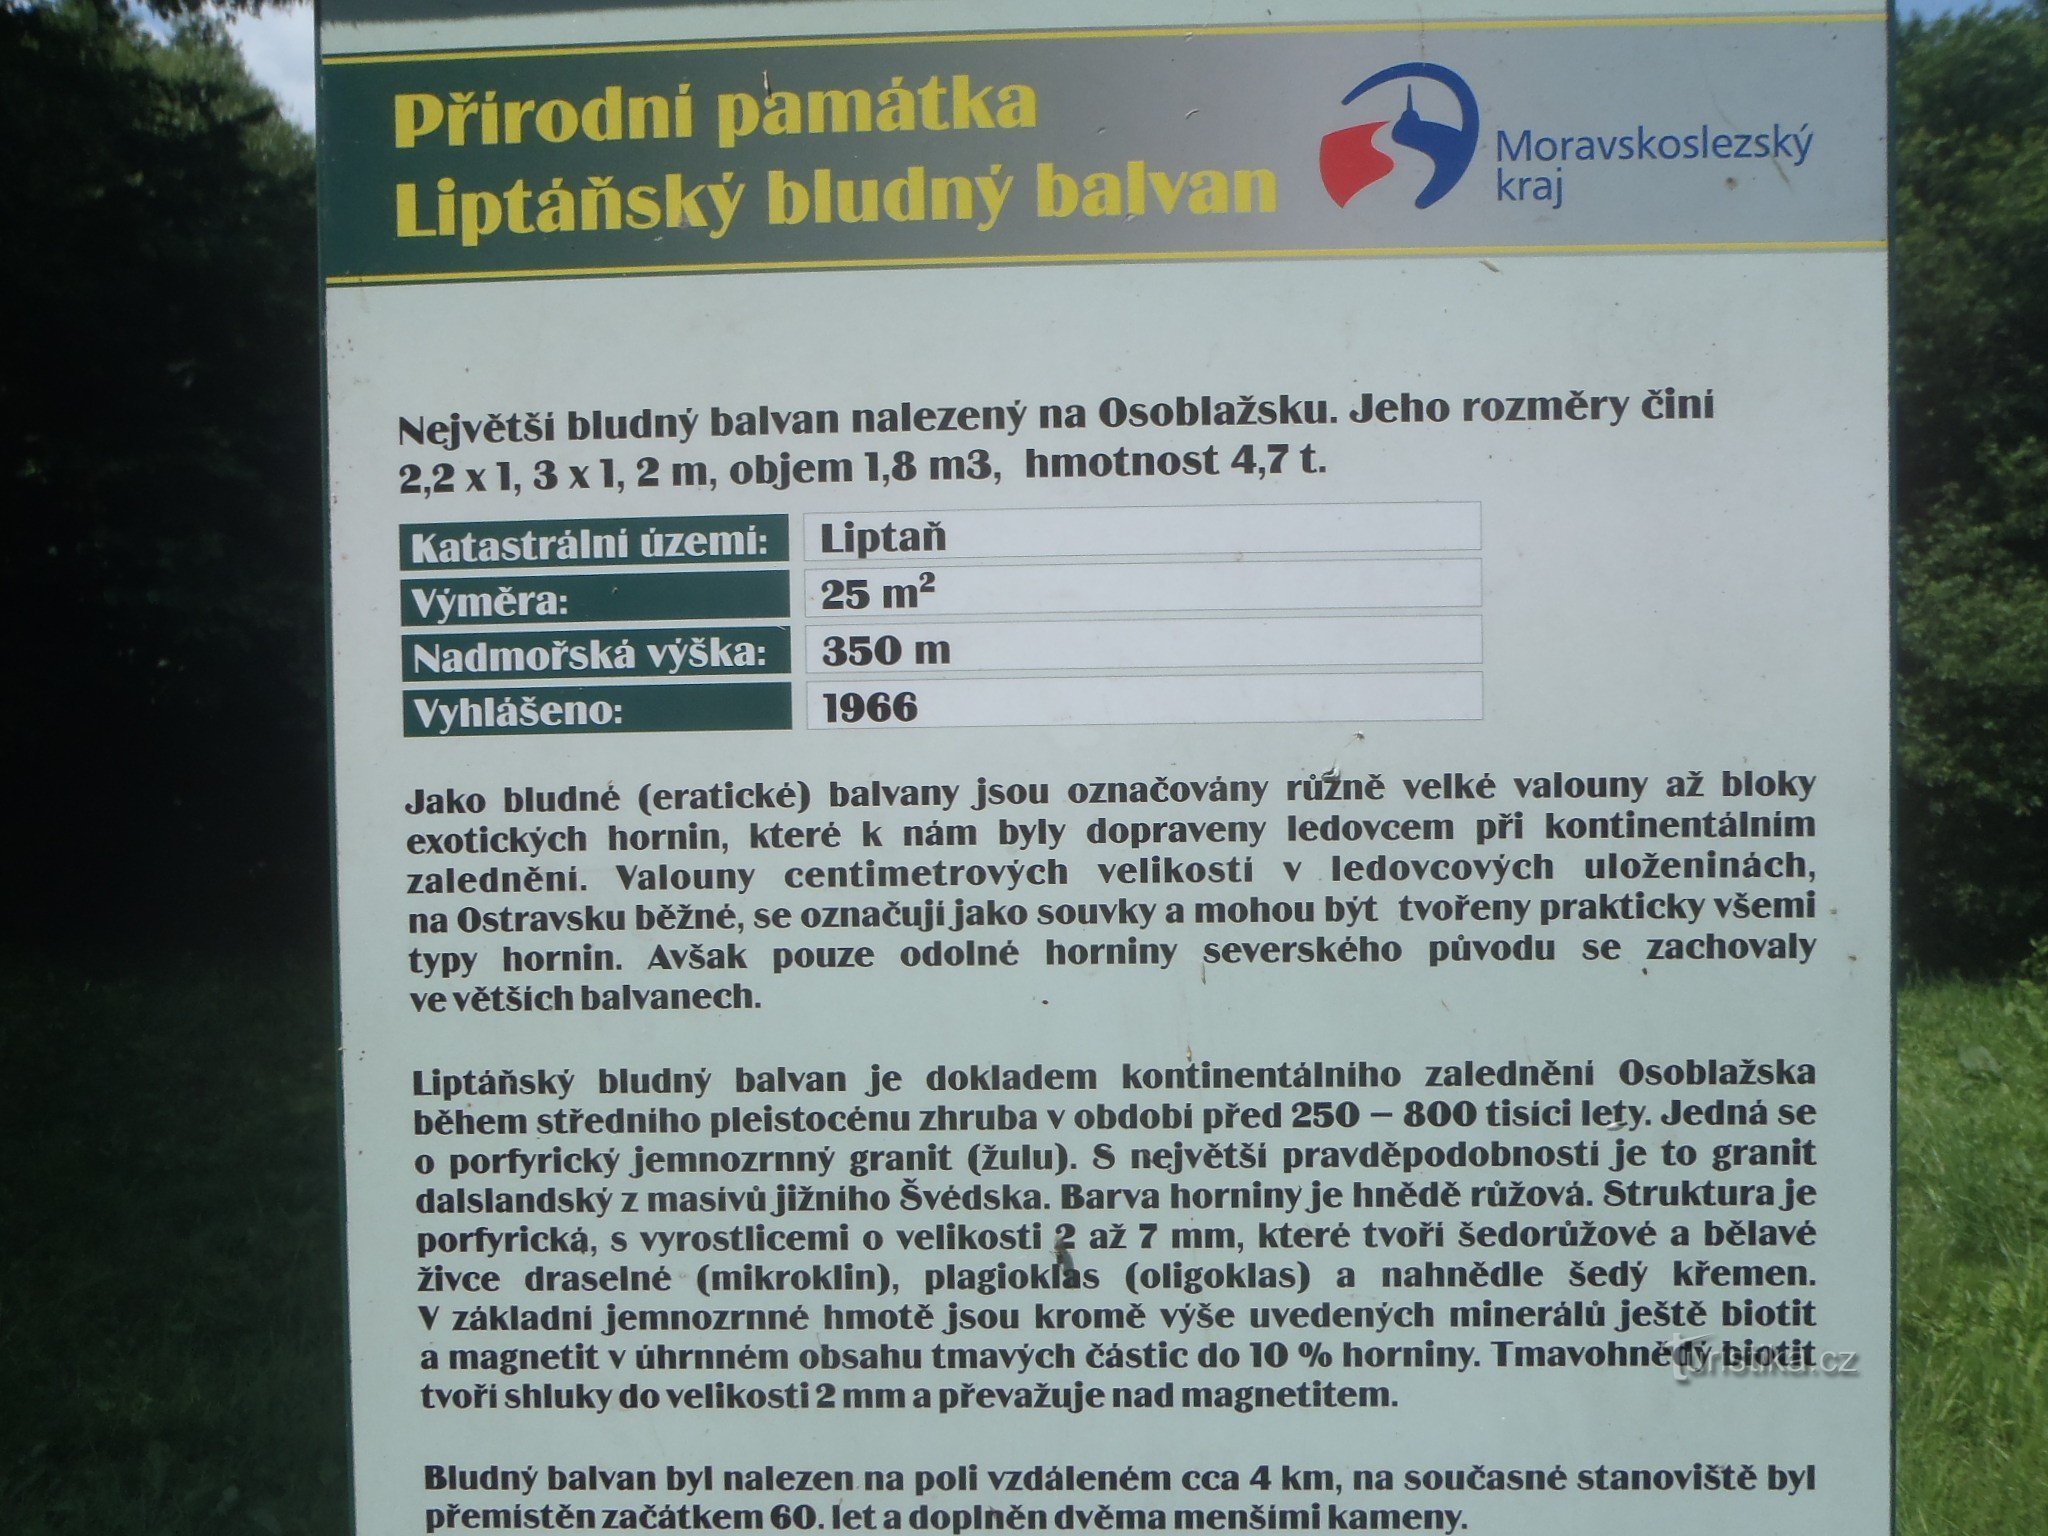 Přírodní památka
Liptáňský bludný balvan
Moravskoslezský
kraj
Největší bludný balvan nalezený na Osoblažsku. Jeho rozměry činí
2,2 x 1, 3 x 1, 2 m, objem 1,8 m3, hmotnost 4,7 t.
Katastrální území: Liptaň
Výměra: 25 m²
Nadmořská výška: 350 m
Vyhlášeno: 1966
Jako bludné (eratické) balvany jsou označovány různě velké valouny až bloky
exotických hornin, které k nám byly dopraveny ledovcem při kontinentálním
zalednění. Valouny centimetrových velikostí v ledovcových uloženinách,
na Ostravsku běžné, se označují jako souvky a mohou být tvořeny prakticky všemi
typy hornin. Avšak pouze odolné horniny severského původu se zachovaly
ve větších balvanech.
Liptáňský bludný balvan je dokladem kontinentálního zalednění Osoblažska
během středního pleistocénu zhruba v období před 250 – 800 tisíci lety. Jedná se
o porfyrický jemnozrnný granit (žulu). S největší pravděpodobností je to granit
dalslandský z masívů jižního Švédska. Barva horniny je hnědě růžová. Struktura je
porfyrická, s vyrostlicemi o velikosti 2 až 7 mm, které tvoří šedorůžové a bělavé
živce draselné (mikroklin), plagioklas (oligoklas) a nahnědle šedý křemen.
V základní jemnozrnné hmotě jsou kromě výše uvedených minerálů ještě biotit
a magnetit v úhrnném obsahu tmavých částic do 10 % horniny. Tmavohnědý biotit
tvoří shluky do velikosti 2 mm a převažuje nad magnetitem.
Turistika.cz
Bludný balvan byl nalezen na poli vzdáleném cca 4 km, na současné stanoviště byl
přemístěn začátkem 60. let a doplněn dvěma menšími kameny.